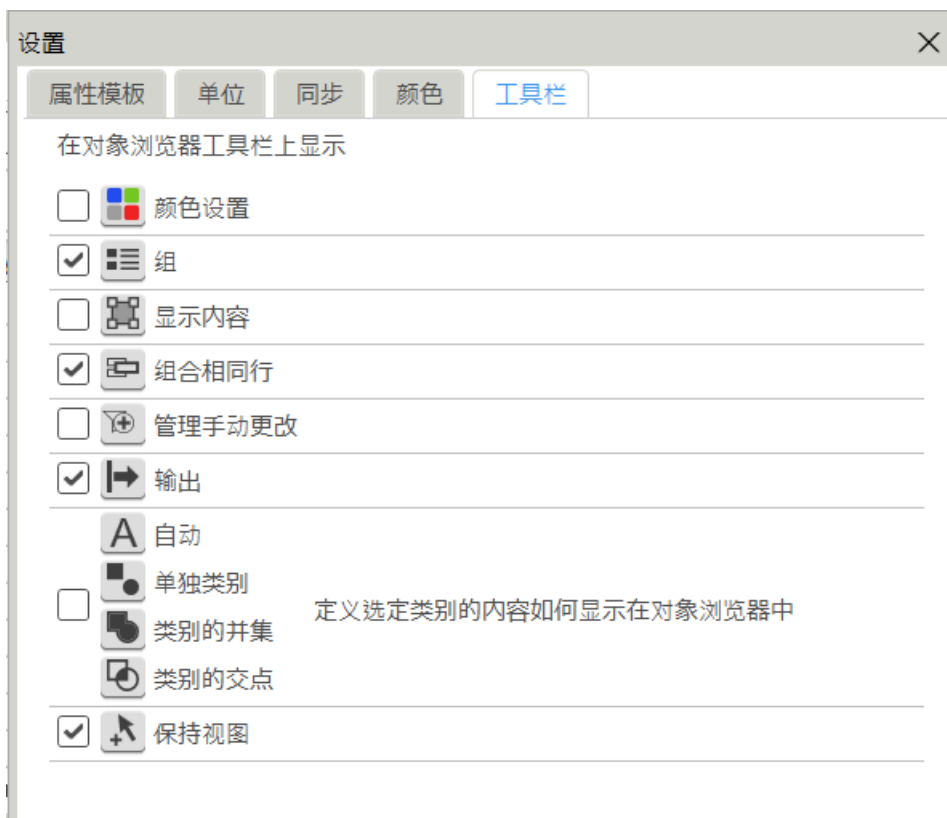 设置
属性模板 单位 同步 颜色 工具栏
在对象浏览器工具栏上显示
颜色设置
组
显示内容
组合相同行
管理手动更改
输出
自动
单独类别
定义选定类别的内容如何显示在对象浏览器中
类别的并集
类别的交点
保持视图